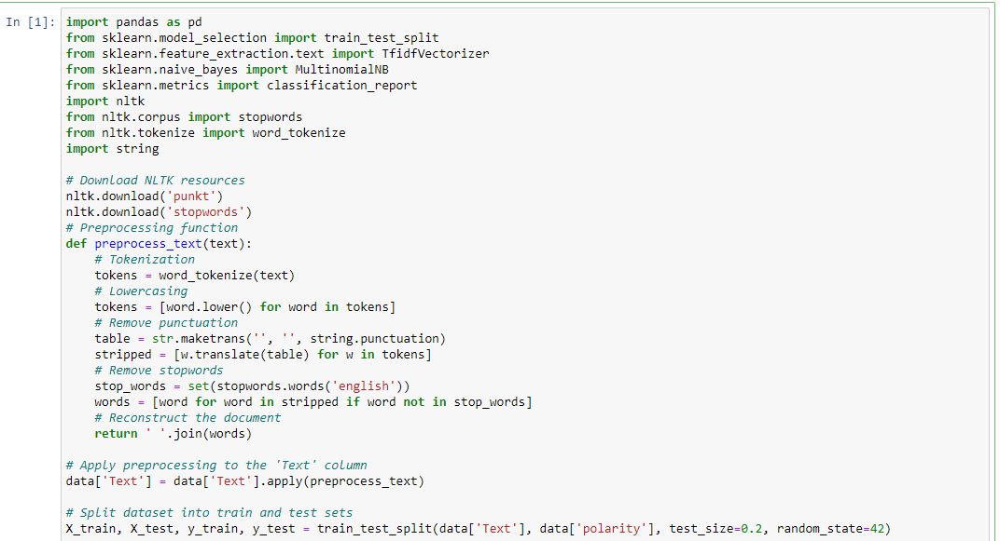 In [1]: import pandas as pd
from sklearn.model_selection import train_test_split
from sklearn.feature_extraction.text import TfidfVectorizer
from sklearn.naive_bayes import MultinomialNB
from sklearn.metrics import classification_report
import nltk
from nltk.corpus import stopwords
from nltk.tokenize import word_tokenize
import string

# Download NLTK resources
nltk.download('punkt')
nltk.download('stopwords')
# Preprocessing function
def preprocess_text(text):
    # Tokenization
    tokens = word_tokenize(text)
    # Lowercasing
    tokens = [word.lower() for word in tokens]
    # Remove punctuation
    table = str.maketrans('', '', string.punctuation)
    stripped = [w.translate(table) for w in tokens]
    # Remove stopwords
    stop_words = set(stopwords.words('english'))
    words = [word for word in stripped if word not in stop_words]
    # Reconstruct the document
    return ' '.join(words)

# Apply preprocessing to the 'Text' column
data['Text'] = data['Text'].apply(preprocess_text)

# Split dataset into train and test sets
X_train, X_test, y_train, y_test = train_test_split(data['Text'], data['polarity'], test_size=0.2, random_state=42)